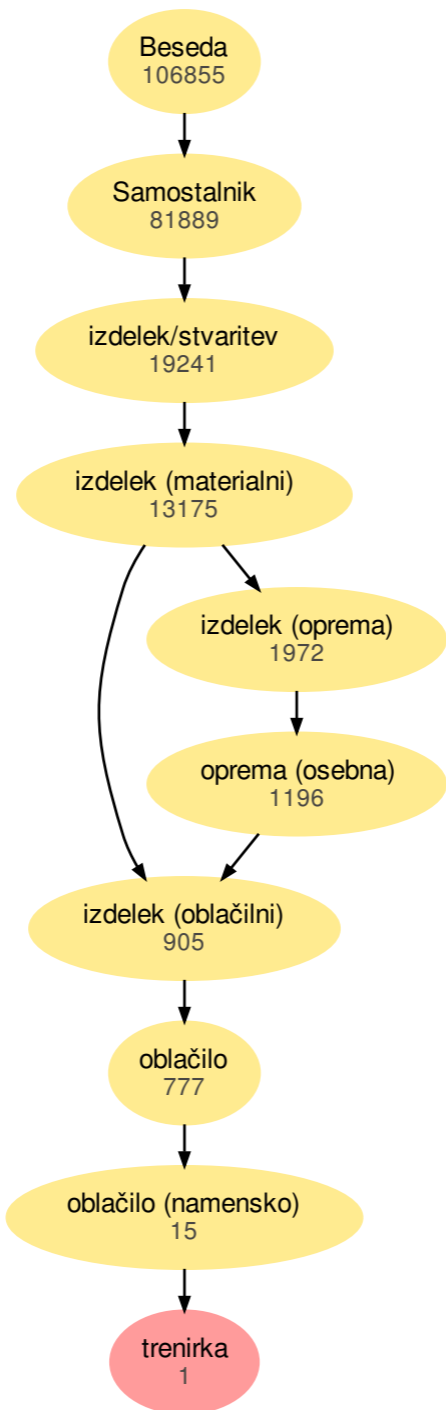 Beseda
106855
Samostalnik
81889
izdelek/stvaritev
19241
izdelek (materialni)
13175
izdelek (oprema)
1972
oprema (osebna)
1196
izdelek (oblačilni)
905
oblačilo
777
oblačilo (namensko)
15
trenirka
1